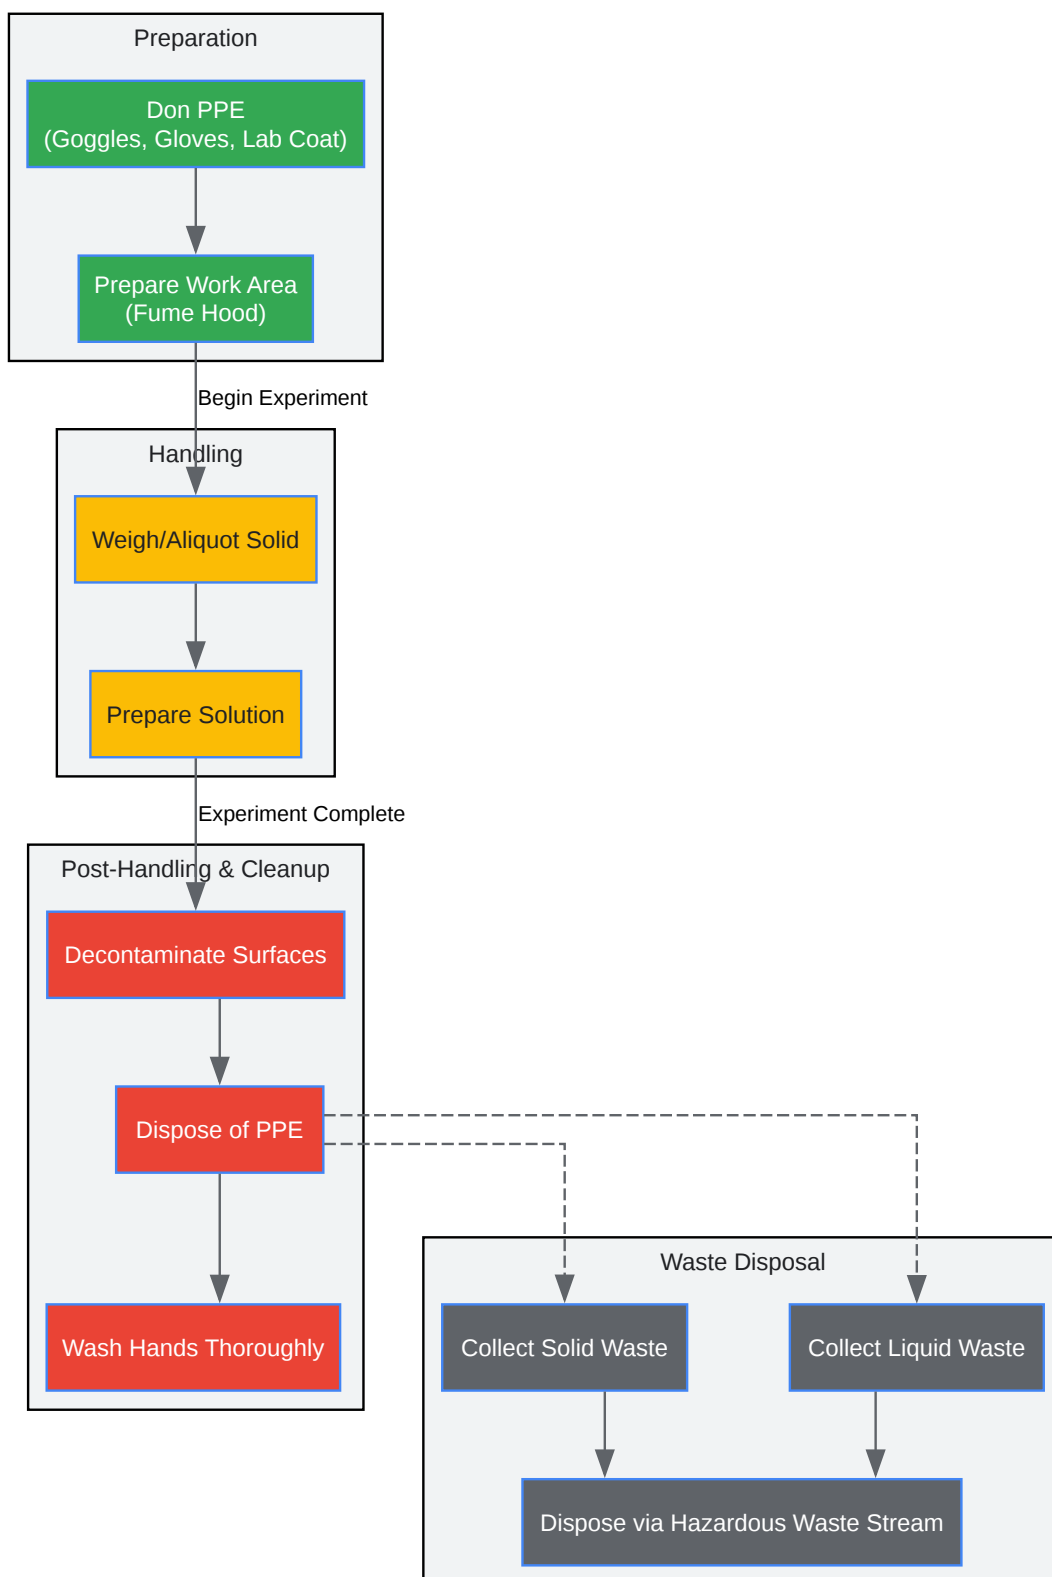 Preparation
Don PPE
(Goggles, Gloves, Lab Coat)
Prepare Work Area
(Fume Hood)
Begin Experiment
Handling
Weigh/Aliquot Solid
Prepare Solution
Experiment Complete
Post-Handling & Cleanup
Decontaminate Surfaces
Dispose of PPE
Wash Hands Thoroughly
Waste Disposal
Collect Solid Waste
Collect Liquid Waste
Dispose via Hazardous Waste Stream